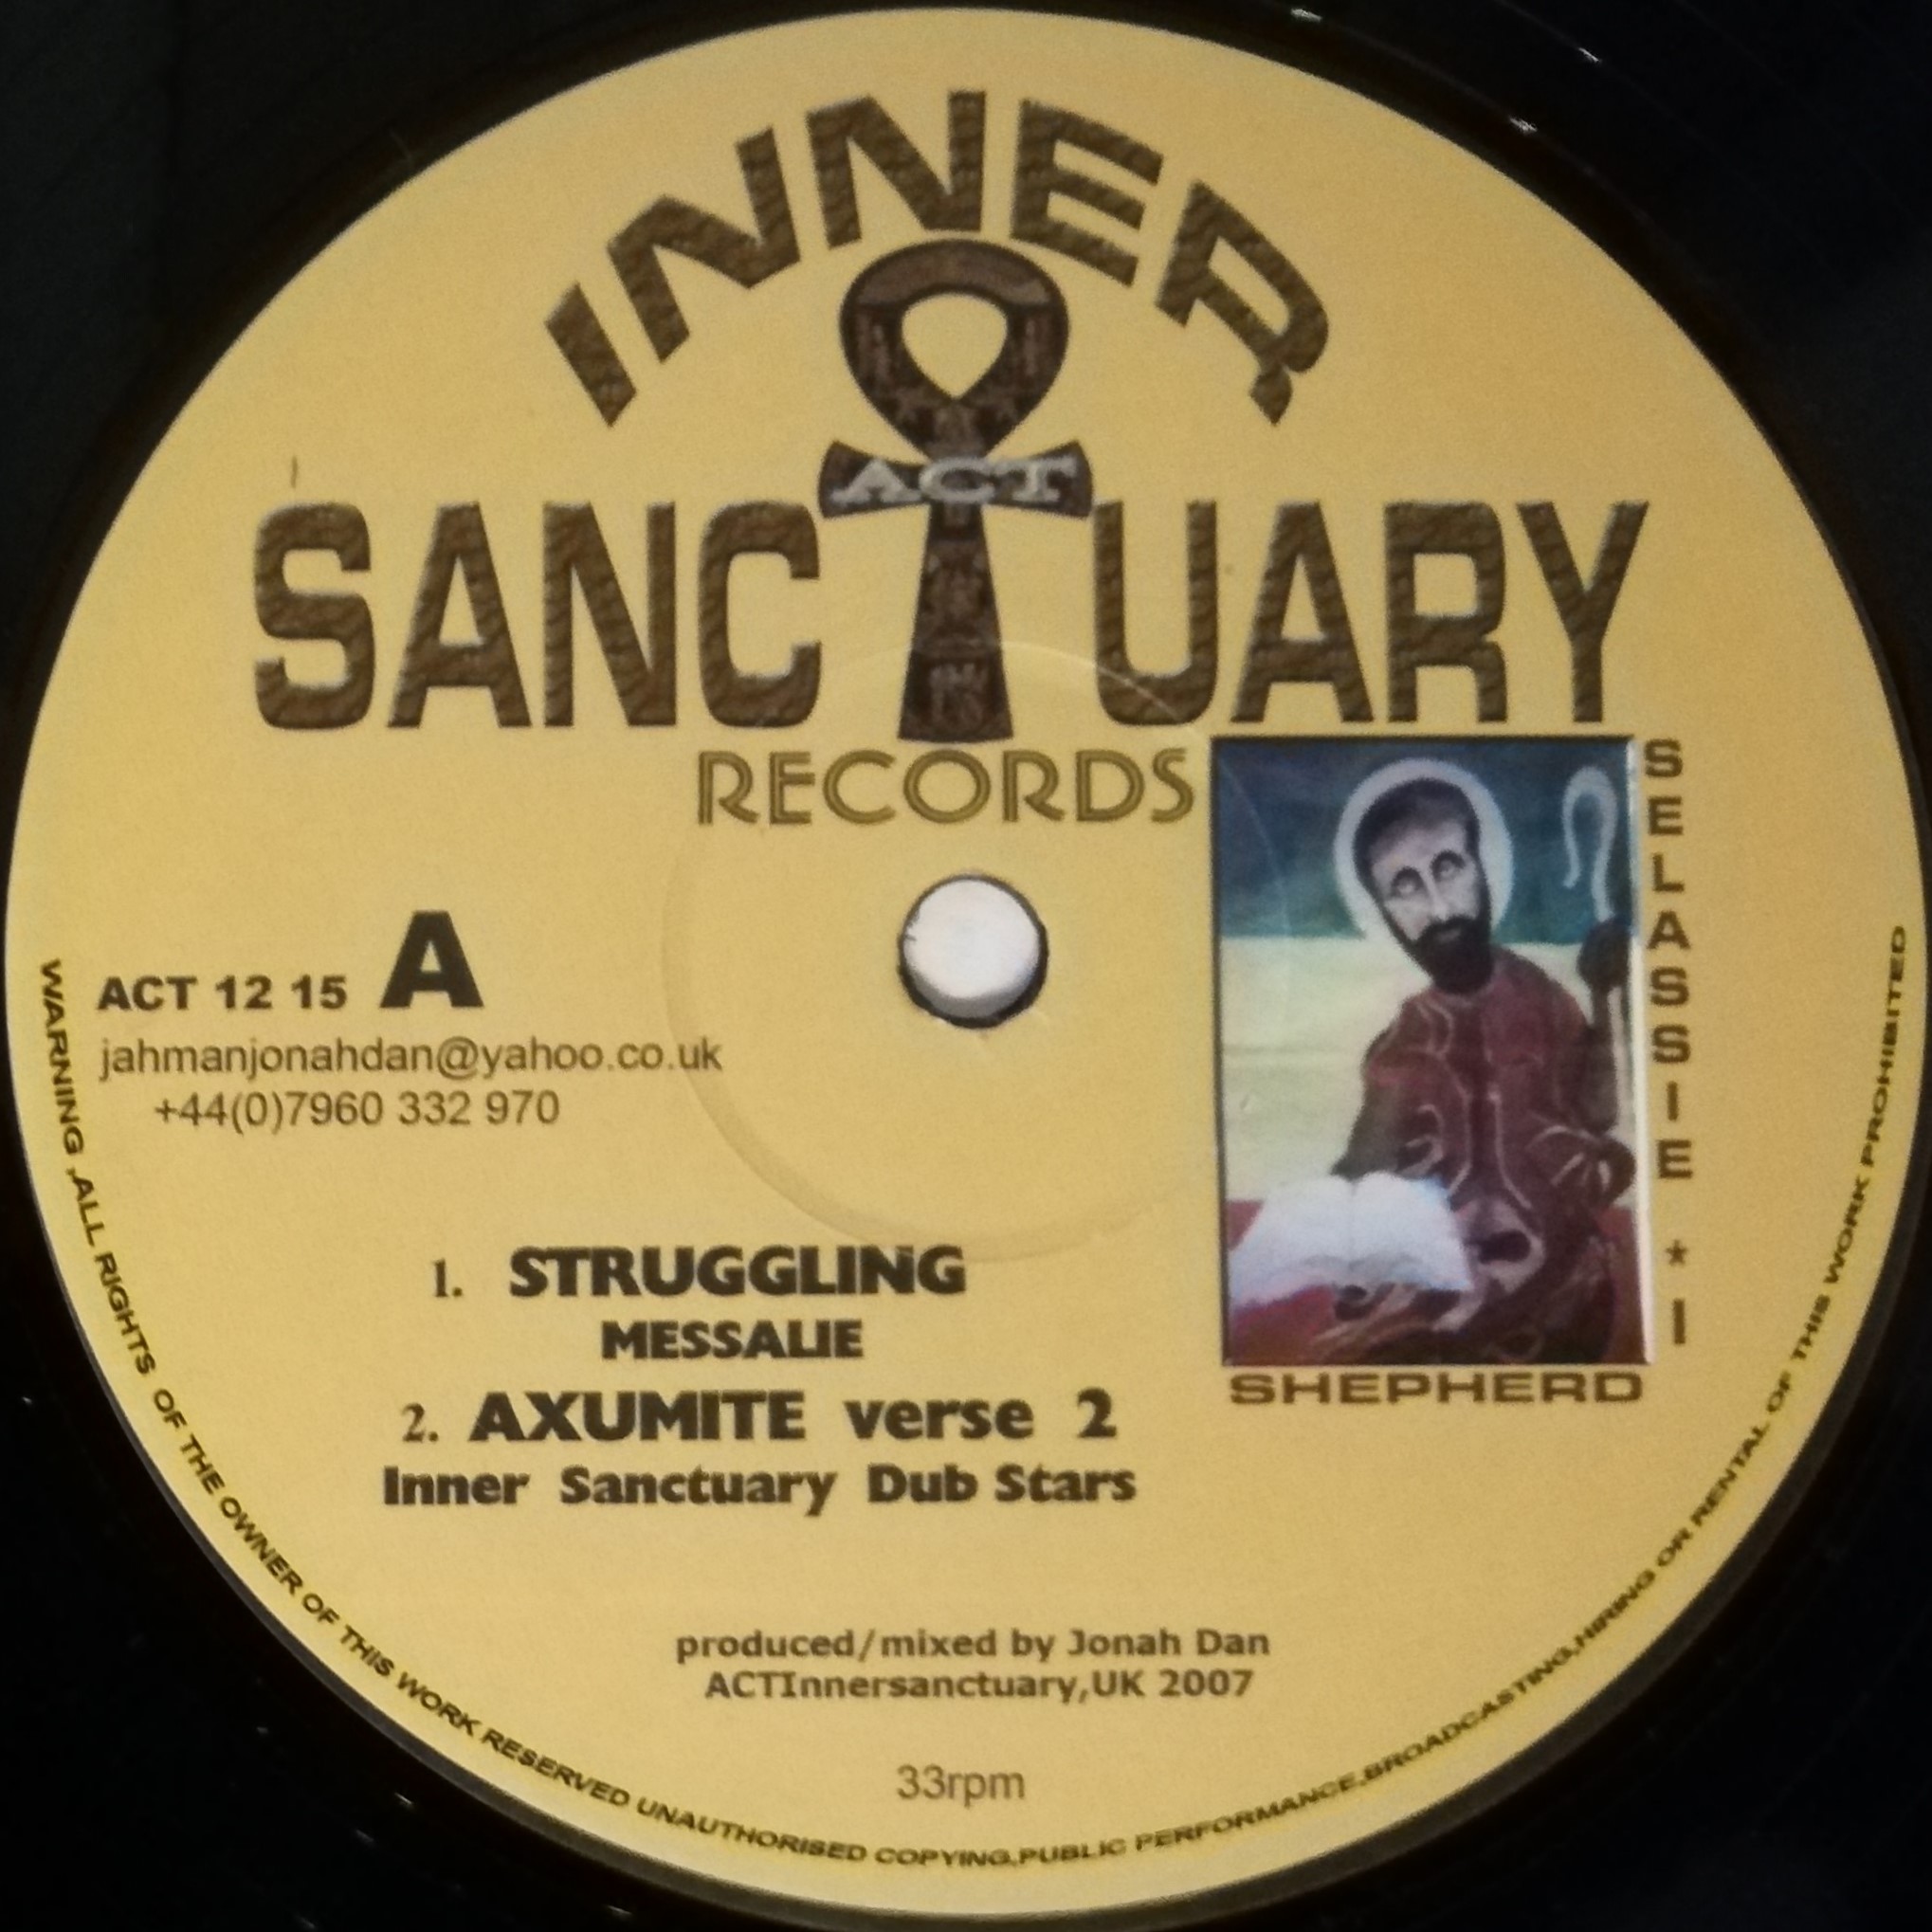 INNER
ACT
SANCTUARY
RECORDS
SELASSIE * I
SHEPHERD
ACT 12 15 A
jahmanjonahdan@yahoo.co.uk
+44(0)7960 332 970
1. STRUGGLING
MESSALIE
2. AXUMITE verse 2
Inner Sanctuary Dub Stars
produced/mixed by Jonah Dan
ACTInnersanctuary,UK 2007
33rpm
WARNING ,ALL RIGHTS OF THE OWNER OF THIS WORK RESERVED UNAUTHORISED COPYING,PUBLIC PERFORMANCE,BROADCASTING,HIRING OR RENTAL OF THIS WORK PROHIBITED